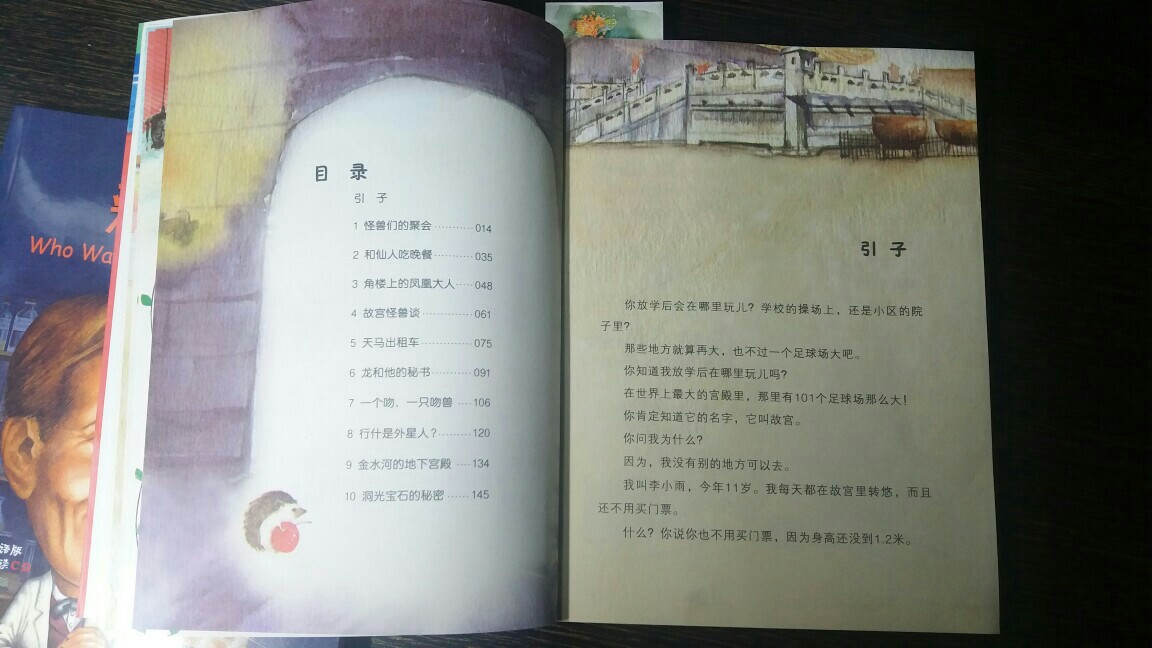 目 录
引 子
1 怪兽们的聚会 ·········· 014
2 和仙人吃晚餐 ·········· 035
3 角楼上的凤凰大人 ····· 048
4 故宫怪兽谈 ············· 061
5 天马出租车 ············· 075
6 龙和他的秘书 ·········· 091
7 一个吻，一只吻兽 ···· 106
8 行什是外星人？········ 120
9 金水河的地下宫殿 ···· 134
10 洞光宝石的秘密 ······ 145
引 子
你放学后会在哪里玩儿？学校的操场上，还是小区的院
子里？
那些地方就算再大，也不过一个足球场大吧。
你知道我放学后在哪里玩儿吗？
在世界上最大的宫殿里，那里有101个足球场那么大！
你肯定知道它的名字，它叫故宫。
你问我为什么？
因为，我没有别的地方可以去。
我叫李小雨，今年11岁。我每天都在故宫里转悠，而且
还不用买门票。
什么？你说你也不用买门票，因为身高还没到1.2米。
Who